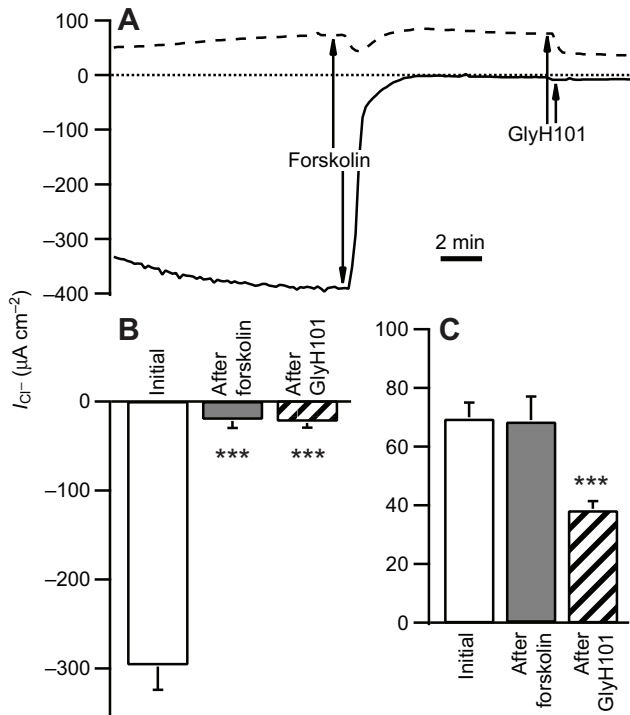 A
100
0
–100
–200
–300
–400
Forskolin
GlyH101
2 min
I Cl– (μA cm–2)
B
Initial
After
forskolin
After
GlyH101
0
–100
–200
–300
***
***
C
100
80
60
40
20
0
***
Initial
After
forskolin
After
GlyH101